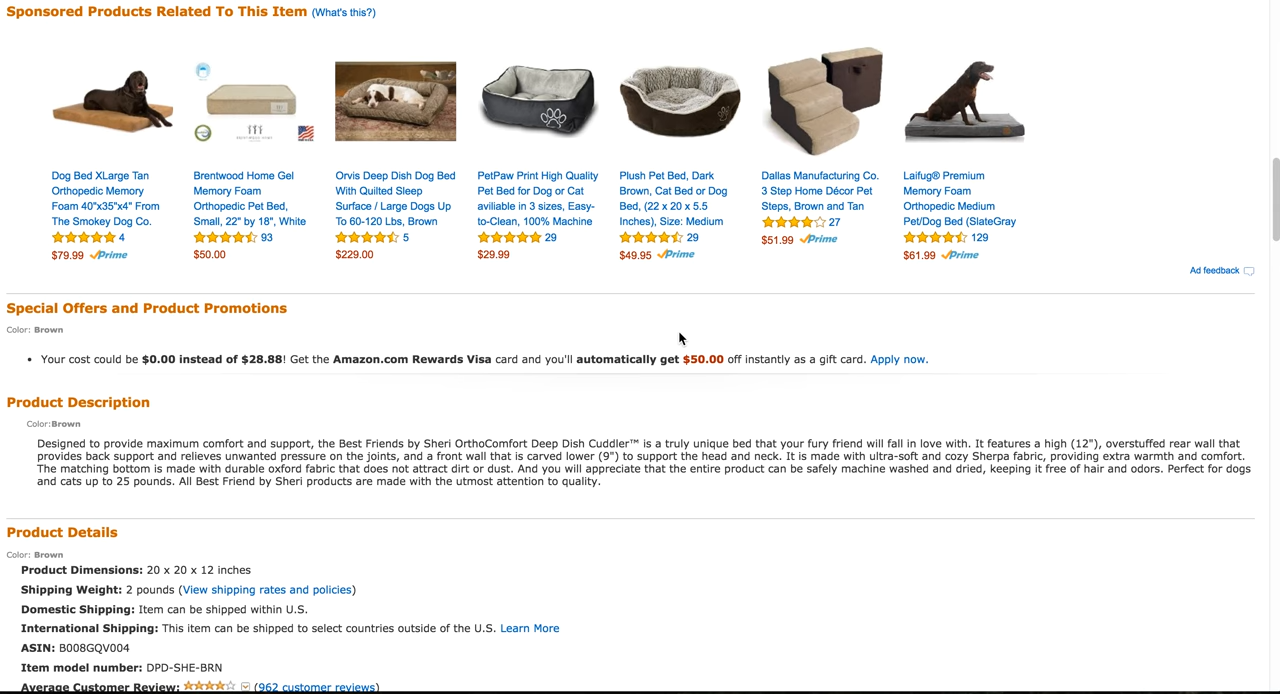 Sponsored Products Related To This Item (What's this?)
Dog Bed XLarge Tan
Orthopedic Memory
Foam 40"x35"x4" From
The Smokey Dog Co.
4
$79.99 Prime
Brentwood Home Gel
Memory Foam
Orthopedic Pet Bed,
Small, 22" by 18", White
93
$50.00
Orvis Deep Dish Dog Bed
With Quilted Sleep
Surface / Large Dogs Up
To 60-120 Lbs, Brown
5
$229.00
PetPaw Print High Quality
Pet Bed for Dog or Cat
aviliable in 3 sizes, Easy-
to-Clean, 100% Machine
29
$29.99
Plush Pet Bed, Dark
Brown, Cat Bed or Dog
Bed, (22 x 20 x 5.5
Inches), Size: Medium
29
$49.95 Prime
Dallas Manufacturing Co.
3 Step Home Décor Pet
Steps, Brown and Tan
27
$51.99 Prime
Laifug® Premium
Memory Foam
Orthopedic Medium
Pet/Dog Bed (SlateGray
129
$61.99 Prime
Ad feedback
Special Offers and Product Promotions
Color: Brown
• Your cost could be $0.00 instead of $28.88! Get the Amazon.com Rewards Visa card and you'll automatically get $50.00 off instantly as a gift card. Apply now.
Product Description
Color:Brown
Designed to provide maximum comfort and support, the Best Friends by Sheri OrthoComfort Deep Dish Cuddler™ is a truly unique bed that your fury friend will fall in love with. It features a high (12"), overstuffed rear wall that
provides back support and relieves unwanted pressure on the joints, and a front wall that is carved lower (9") to support the head and neck. It is made with ultra-soft and cozy Sherpa fabric, providing extra warmth and comfort.
The matching bottom is made with durable oxford fabric that does not attract dirt or dust. And you will appreciate that the entire product can be safely machine washed and dried, keeping it free of hair and odors. Perfect for dogs
and cats up to 25 pounds. All Best Friend by Sheri products are made with the utmost attention to quality.
Product Details
Color: Brown
Product Dimensions: 20 x 20 x 12 inches
Shipping Weight: 2 pounds (View shipping rates and policies)
Domestic Shipping: Item can be shipped within U.S.
International Shipping: This item can be shipped to select countries outside of the U.S. Learn More
ASIN: B008GQV004
Item model number: DPD-SHE-BRN
Average Customer Review: (962 customer reviews)